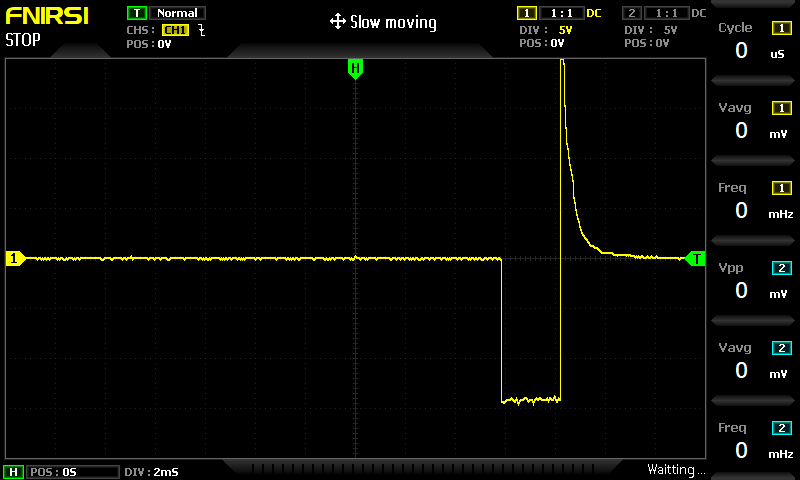 FNIRSI
STOP
T Normal
CHS: CH1
POS: 0V
Slow moving
1 1:1 DC
DIV: 5V
POS: 0V
2 1:1 DC
DIV: 5V
POS: 0V
H
1
T
Cycle 1
0 uS
Vavg 1
0 mV
Freq 1
0 mHz
Vpp 2
0 mV
Vavg 2
0 mV
Freq 2
0 mHz
H POS: 0S DIV: 2mS
Waitting...